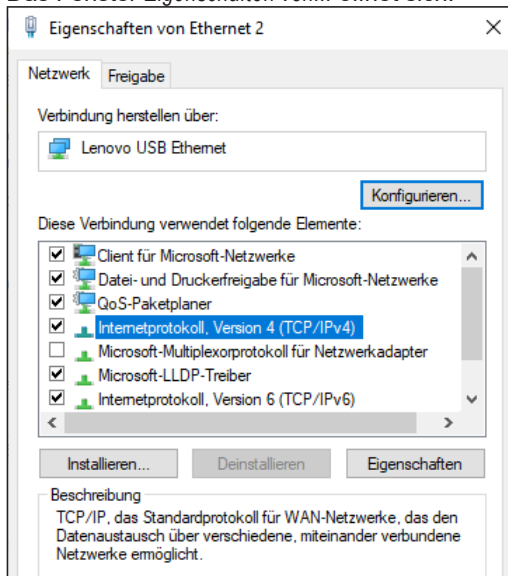 Eigenschaften von Ethernet 2
Netzwerk Freigabe
Verbindung herstellen über:
Lenovo USB Ethernet
Konfigurieren...
Diese Verbindung verwendet folgende Elemente:
Client für Microsoft-Netzwerke
Datei- und Druckerfreigabe für Microsoft-Netzwerke
QoS-Paketplaner
Internetprotokoll, Version 4 (TCP/IPv4)
Microsoft-Multiplexorprotokoll für Netzwerkadapter
Microsoft-LLDP-Treiber
Internetprotokoll, Version 6 (TCP/IPv6)
Installieren... Deinstallieren Eigenschaften
Beschreibung
TCP/IP, das Standardprotokoll für WAN-Netzwerke, das den
Datenaustausch über verschiedene, miteinander verbundene
Netzwerke ermöglicht.